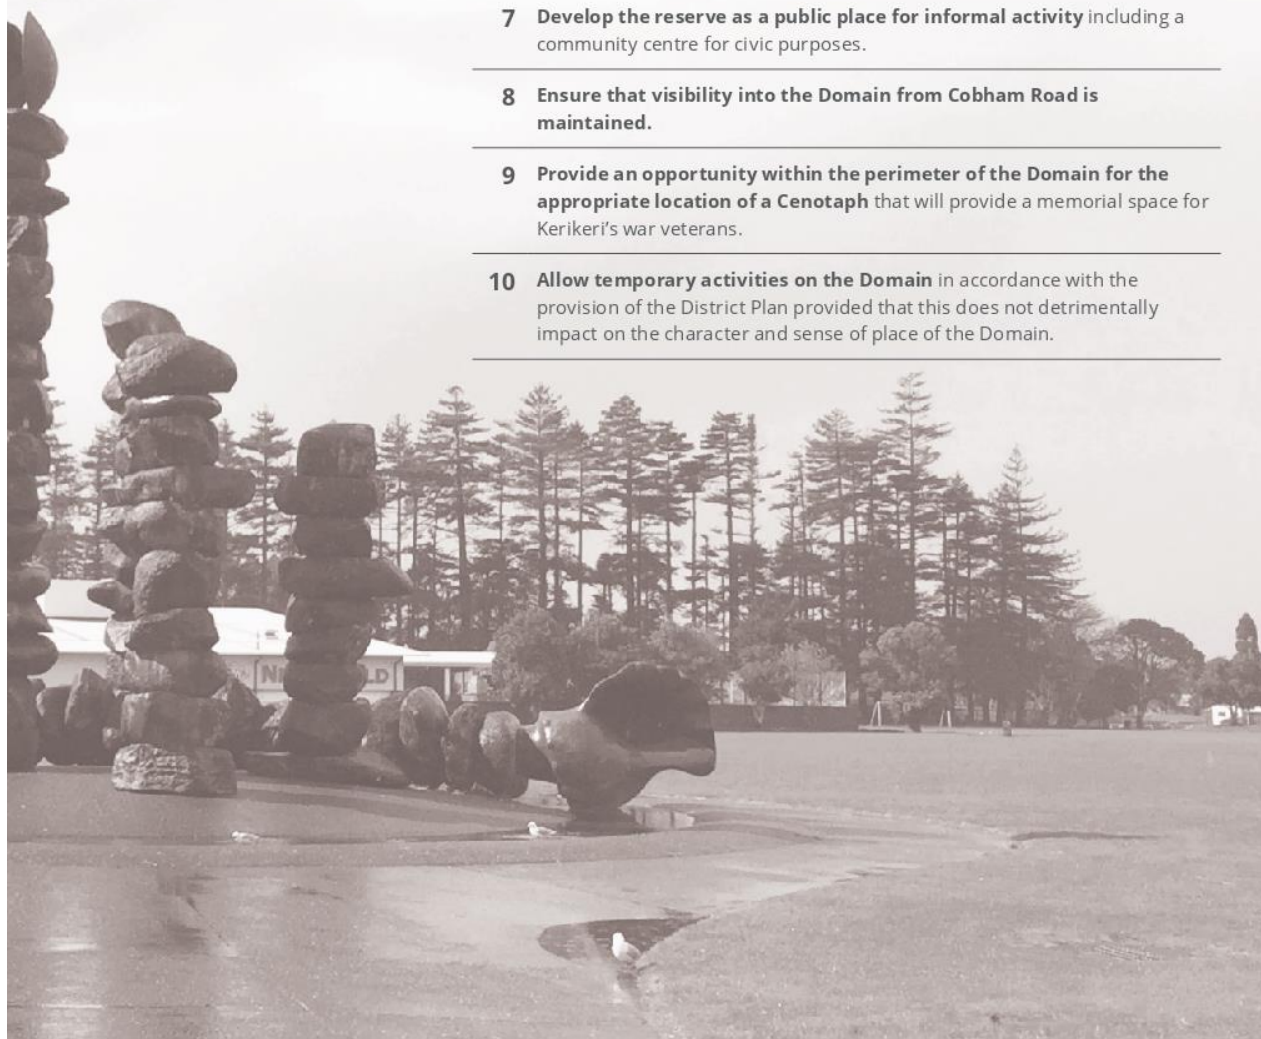 7 Develop the reserve as a public place for informal activity including a
community centre for civic purposes.
8 Ensure that visibility into the Domain from Cobham Road is
maintained.
9 Provide an opportunity within the perimeter of the Domain for the
appropriate location of a Cenotaph that will provide a memorial space for
Kerikeri’s war veterans.
10 Allow temporary activities on the Domain in accordance with the
provision of the District Plan provided that this does not detrimentally
impact on the character and sense of place of the Domain.